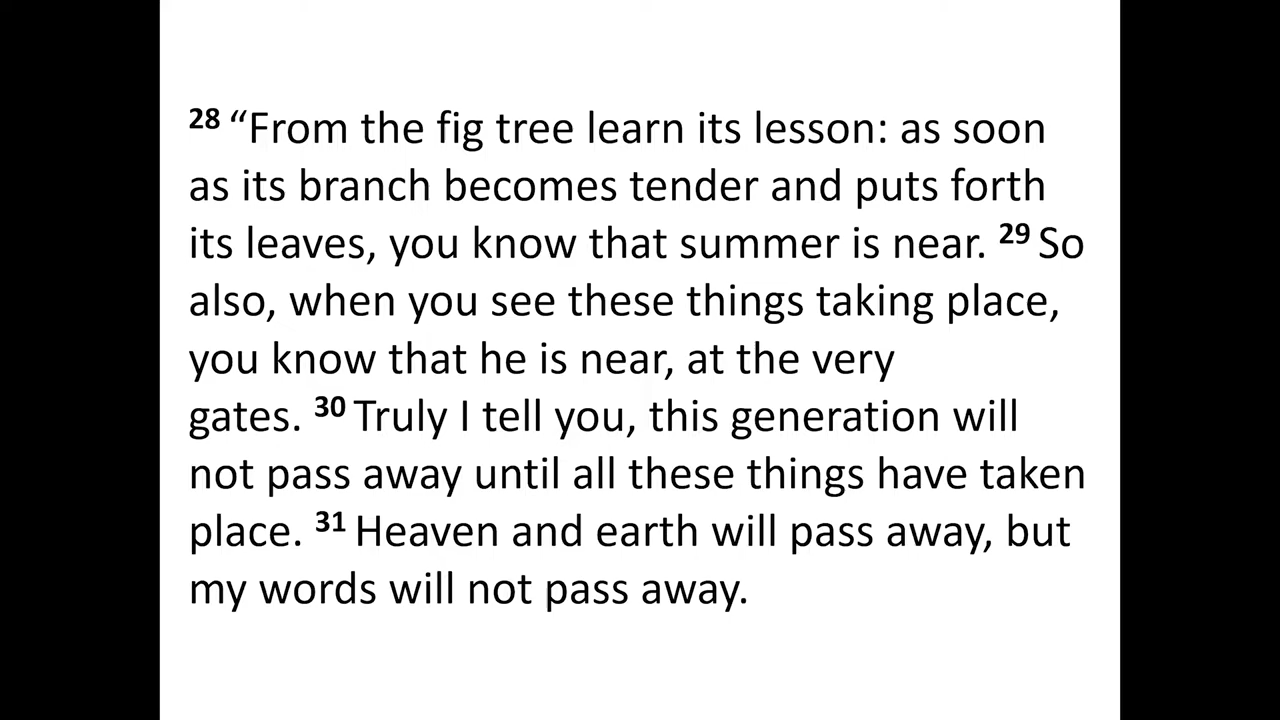 28 “From the fig tree learn its lesson: as soon
as its branch becomes tender and puts forth
its leaves, you know that summer is near. 29 So
also, when you see these things taking place,
you know that he is near, at the very
gates. 30 Truly I tell you, this generation will
not pass away until all these things have taken
place. 31 Heaven and earth will pass away, but
my words will not pass away.